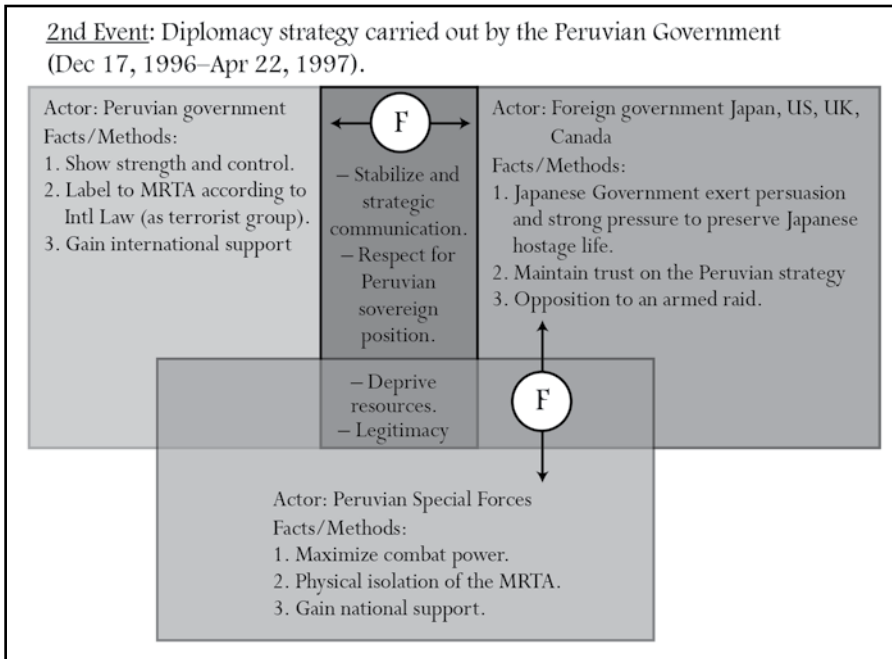 2nd Event: Diplomacy strategy carried out by the Peruvian Government
(Dec 17, 1996–Apr 22, 1997).
Actor: Peruvian government
Facts/Methods:
1. Show strength and control.
2. Label to MRTA according to
Intl Law (as terrorist group).
3. Gain international support
F
– Stabilize and
strategic
communication.
– Respect for
Peruvian
sovereign
position.
– Deprive
resources.
– Legitimacy
Actor: Foreign government Japan, US, UK,
Canada
Facts/Methods:
1. Japanese Government exert persuasion
and strong pressure to preserve Japanese
hostage life.
2. Maintain trust on the Peruvian strategy
3. Opposition to an armed raid.
F
Actor: Peruvian Special Forces
Facts/Methods:
1. Maximize combat power.
2. Physical isolation of the MRTA.
3. Gain national support.